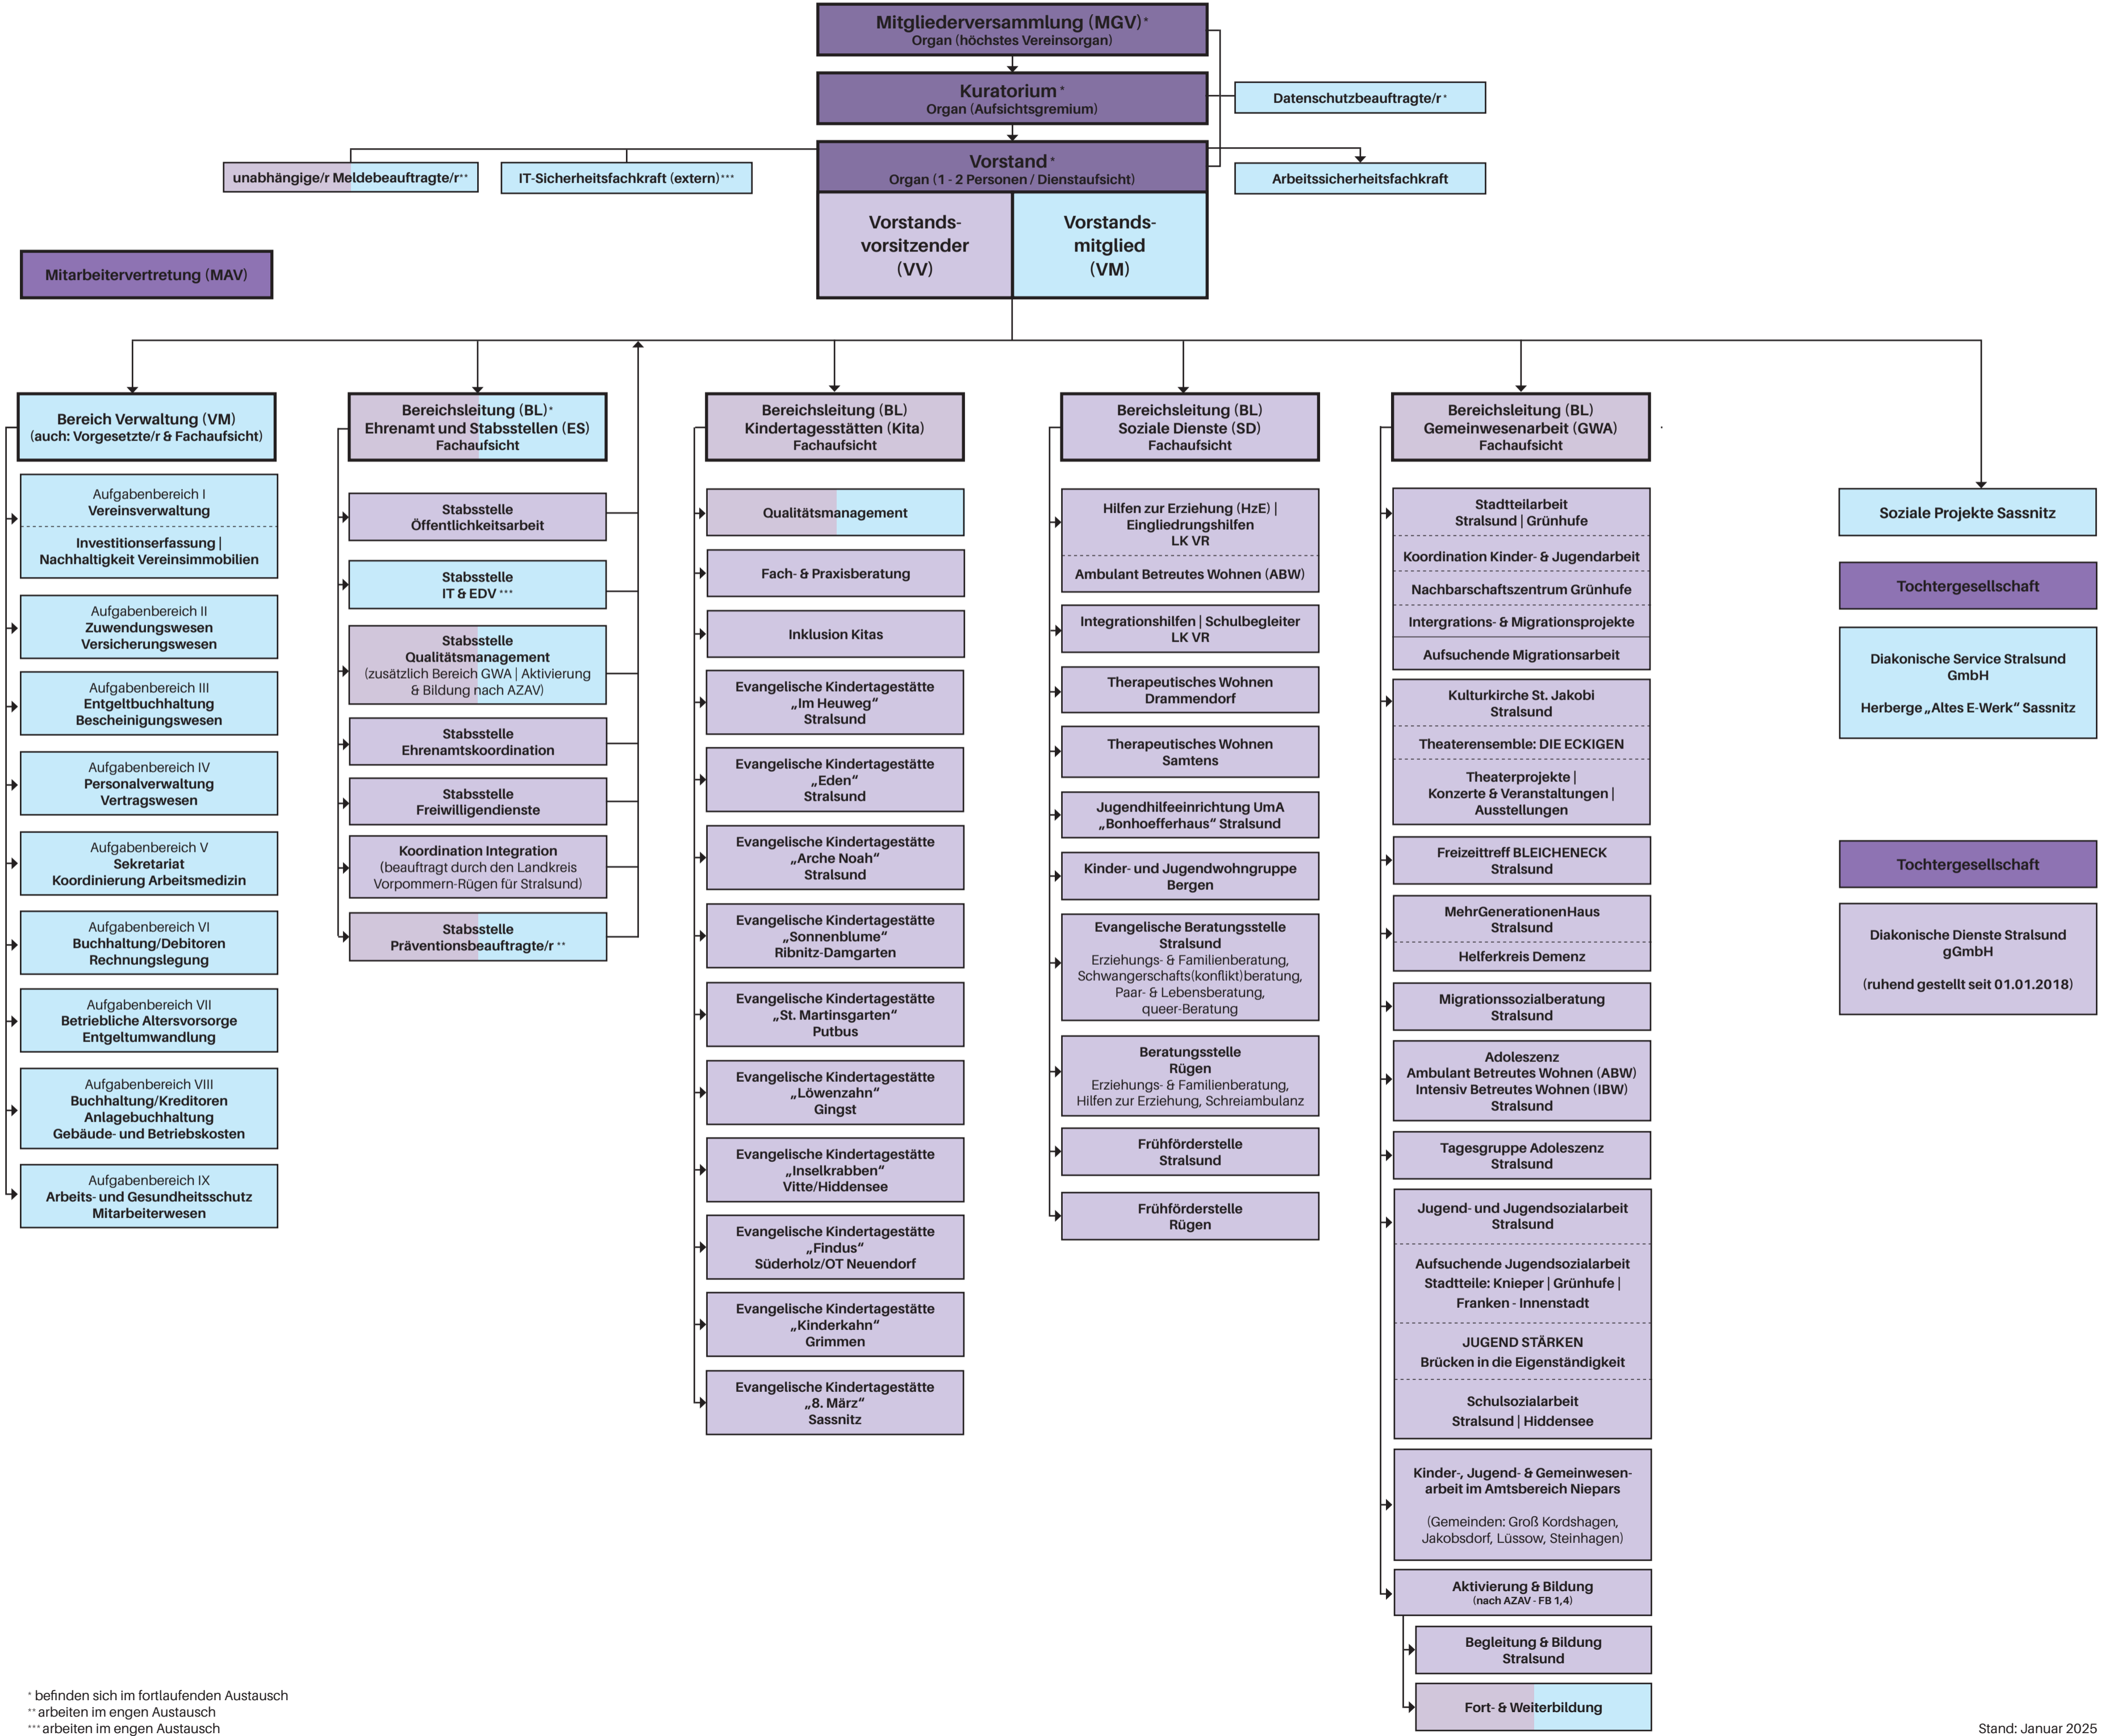 Mitgliederversammlung (MGV)*
Organ (höchstes Vereinsorgan)
Kuratorium*
Organ (Aufsichtsgremium)
Datenschutzbeauftragte/r*
Vorstand*
Organ (1 - 2 Personen / Dienstaufsicht)
unabhängige/r Meldebeauftragte/r**
IT-Sicherheitsfachkraft (extern)***
Arbeitssicherheitsfachkraft
Vorstands-
vorsitzender
(VV)
Vorstands-
mitglied
(VM)
Mitarbeitervertretung (MAV)
Bereich Verwaltung (VM)
(auch: Vorgesetzte/r & Fachaufsicht)
Aufgabenbereich I
Vereinsverwaltung
Investitionserfassung |
Nachhaltigkeit Vereinsimmobilien
Aufgabenbereich II
Zuwendungswesen
Versicherungswesen
Aufgabenbereich III
Entgeltbuchhaltung
Bescheinigungswesen
Aufgabenbereich IV
Personalverwaltung
Vertragswesen
Aufgabenbereich V
Sekretariat
Koordinierung Arbeitsmedizin
Aufgabenbereich VI
Buchhaltung/Debitoren
Rechnungslegung
Aufgabenbereich VII
Betriebliche Altersvorsorge
Entgeltumwandlung
Aufgabenbereich VIII
Buchhaltung/Kreditoren
Anlagebuchhaltung
Gebäude- und Betriebskosten
Aufgabenbereich IX
Arbeits- und Gesundheitsschutz
Mitarbeiterwesen
Bereichsleitung (BL)*
Ehrenamt und Stabsstellen (ES)
Fachaufsicht
Stabsstelle
Öffentlichkeitsarbeit
Stabsstelle
IT & EDV ***
Stabsstelle
Qualitätsmanagement
(zusätzlich Bereich GWA | Aktivierung
& Bildung nach AZAV)
Stabsstelle
Ehrenamtskoordination
Stabsstelle
Freiwilligendienste
Koordination Integration
(beauftragt durch den Landkreis
Vorpommern-Rügen für Stralsund)
Stabsstelle
Präventionsbeauftragte/r **
Bereichsleitung (BL)
Kindertagesstätten (Kita)
Fachaufsicht
Qualitätsmanagement
Fach- & Praxisberatung
Inklusion Kitas
Evangelische Kindertagestätte
„Im Heuweg“
Stralsund
Evangelische Kindertagestätte
„Eden“
Stralsund
Evangelische Kindertagestätte
„Arche Noah“
Stralsund
Evangelische Kindertagestätte
„Sonnenblume“
Ribnitz-Damgarten
Evangelische Kindertagestätte
„St. Martinsgarten“
Putbus
Evangelische Kindertagestätte
„Löwenzahn“
Gingst
Evangelische Kindertagestätte
„Inselkrabben“
Vitte/Hiddensee
Evangelische Kindertagestätte
„Findus“
Süderholz/OT Neuendorf
Evangelische Kindertagestätte
„Kinderkahn“
Grimmen
Evangelische Kindertagestätte
„8. März“
Sassnitz
Bereichsleitung (BL)
Soziale Dienste (SD)
Fachaufsicht
Hilfen zur Erziehung (HzE) |
Eingliedrungshilfen
LK VR
Ambulant Betreutes Wohnen (ABW)
Integrationshilfen | Schulbegleiter
LK VR
Therapeutisches Wohnen
Drammendorf
Therapeutisches Wohnen
Samtens
Jugendhilfeeinrichtung UmA
„Bonhoefferhaus“ Stralsund
Kinder- und Jugendwohngruppe
Bergen
Evangelische Beratungsstelle
Stralsund
Erziehungs- & Familienberatung,
Schwangerschafts(konflikt)beratung,
Paar- & Lebensberatung,
queer-Beratung
Beratungsstelle
Rügen
Erziehungs- & Familienberatung,
Hilfen zur Erziehung, Schreiambulanz
Frühförderstelle
Stralsund
Frühförderstelle
Rügen
Bereichsleitung (BL)
Gemeinwesenarbeit (GWA)
Fachaufsicht
Stadtteilarbeit
Stralsund | Grünhufe
Koordination Kinder- & Jugendarbeit
Nachbarschaftszentrum Grünhufe
Intergrations- & Migrationsprojekte
Aufsuchende Migrationsarbeit
Kulturkirche St. Jakobi
Stralsund
Theaterensemble: DIE ECKIGEN
Theaterprojekte |
Konzerte & Veranstaltungen |
Ausstellungen
Freizeittreff BLEICHENECK
Stralsund
MehrGenerationenHaus
Stralsund
Helferkreis Demenz
Migrationssozialberatung
Stralsund
Adoleszenz
Ambulant Betreutes Wohnen (ABW)
Intensiv Betreutes Wohnen (IBW)
Stralsund
Tagesgruppe Adoleszenz
Stralsund
Jugend- und Jugendsozialarbeit
Stralsund
Aufsuchende Jugendsozialarbeit
Stadtteile: Knieper | Grünhufe |
Franken - Innenstadt
JUGEND STÄRKEN
Brücken in die Eigenständigkeit
Schulsozialarbeit
Stralsund | Hiddensee
Kinder-, Jugend- & Gemeinwesen-
arbeit im Amtsbereich Niepars
(Gemeinden: Groß Kordshagen,
Jakobsdorf, Lüssow, Steinhagen)
Aktivierung & Bildung
(nach AZAV - FB 1,4)
Begleitung & Bildung
Stralsund
Fort- & Weiterbildung
Soziale Projekte Sassnitz
Tochtergesellschaft
Diakonische Service Stralsund
GmbH
Herberge „Altes E-Werk“ Sassnitz
Tochtergesellschaft
Diakonische Dienste Stralsund
gGmbH
(ruhend gestellt seit 01.01.2018)
* befinden sich im fortlaufenden Austausch
** arbeiten im engen Austausch
*** arbeiten im engen Austausch
Stand: Januar 2025